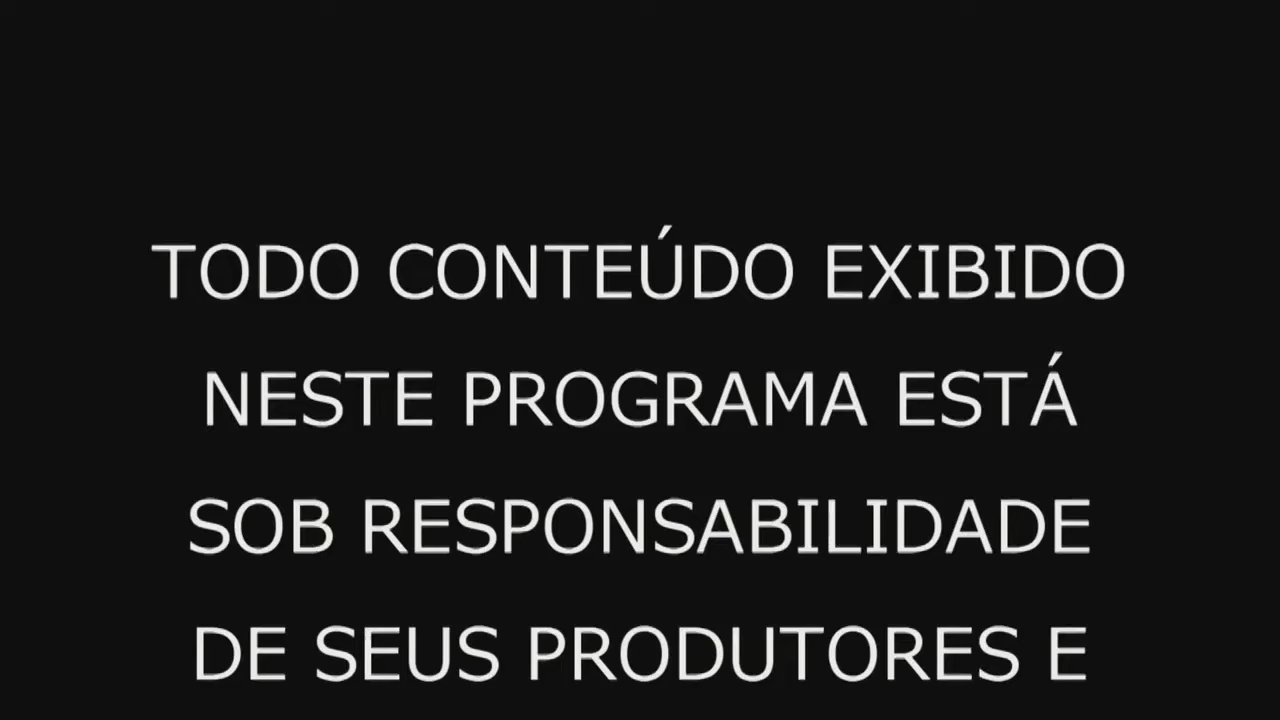 TODO CONTEÚDO EXIBIDO
NESTE PROGRAMA ESTÁ
SOB RESPONSABILIDADE
DE SEUS PRODUTORES E